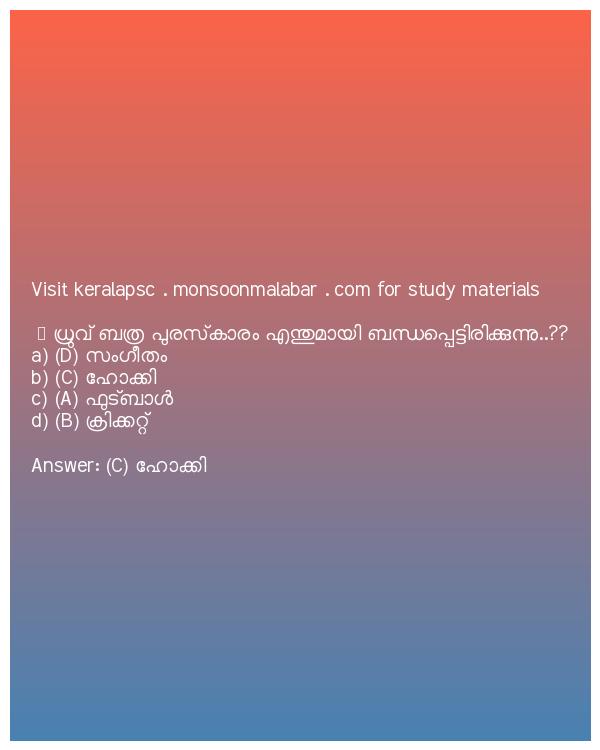 Visit keralapsc . monsoonmalabar . com for study materials
ധ്രുവ് ബത്ര പുരസ്‌കാരം എന്തുമായി ബന്ധപ്പെട്ടിരിക്കുന്നു..??
a) (D) സംഗീതം
b) (C) ഹോക്കി
c) (A) ഫുട്ബാൾ
d) (B) ക്രിക്കറ്റ്
Answer: (C) ഹോക്കി